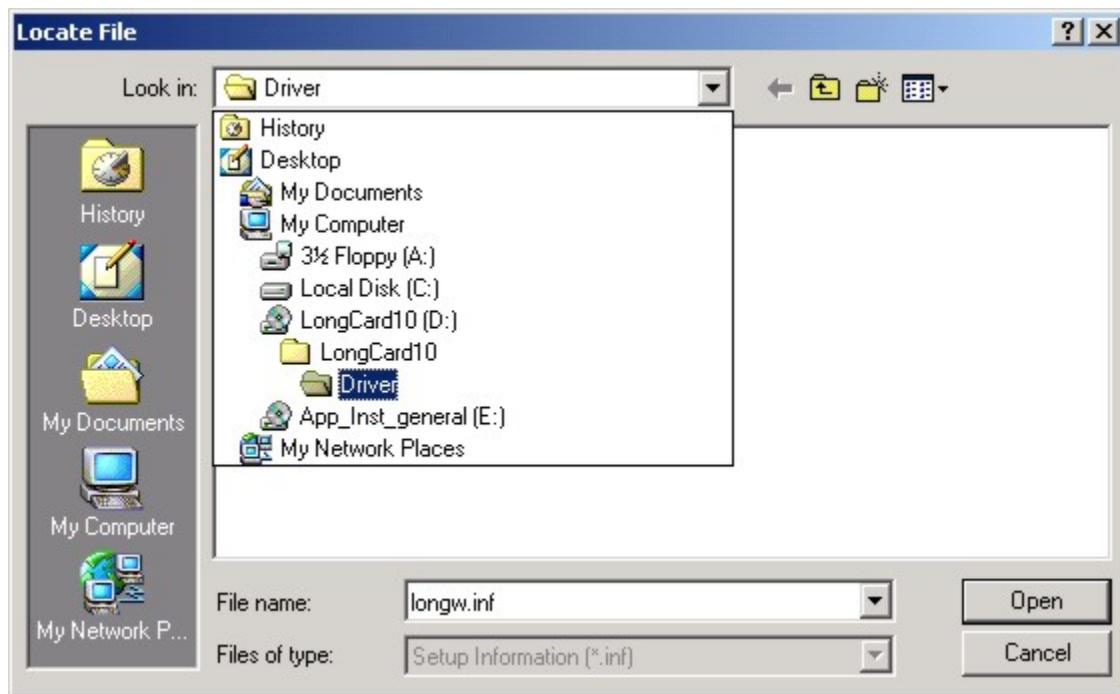 Locate File
Look in:
Driver
History
Desktop
My Documents
My Computer
3½ Floppy (A:)
Local Disk (C:)
LongCard10 (D:)
LongCard10
Driver
App_Inst_general (E:)
My Network Places
History
Desktop
My Documents
My Computer
My Network P...
File name:
longw.inf
Open
Files of type:
Setup Information (*.inf)
Cancel